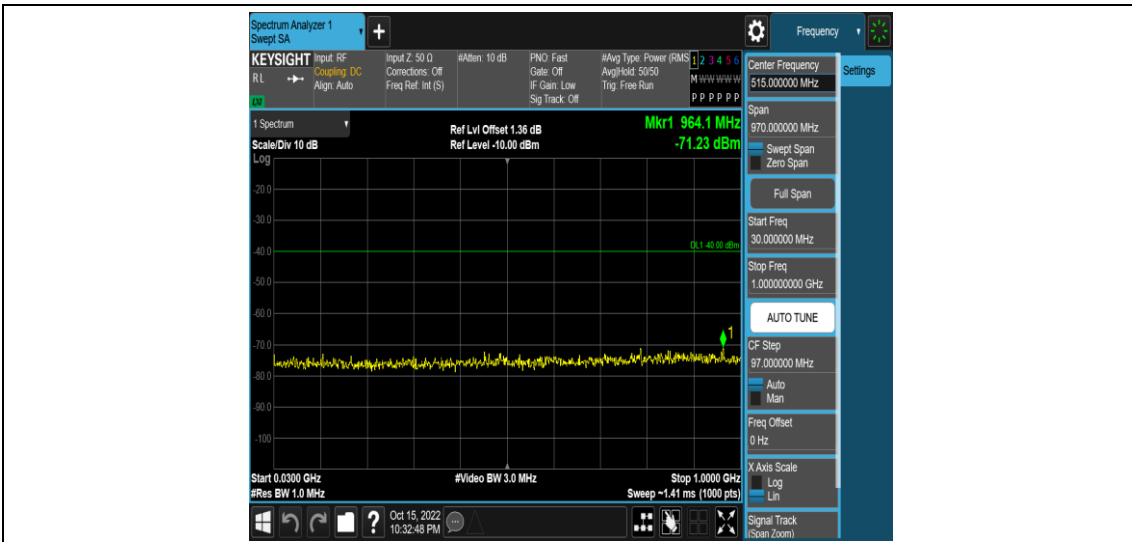 Spectrum Analyzer 1
Swept SA
+
Frequency
KEYSIGHT
RL
LXI
Input: RF
Coupling: DC
Align: Auto
Input Z: 50 Ω
Corrections: Off
Freq Ref: Int (S)
#Atten: 10 dB
PNO: Fast
Gate: Off
IF Gain: Low
Sig Track: Off
#Avg Type: Power (RMS
Avg|Hold: 50/50
Trig: Free Run
1 2 3 4 5 6
M W W W W W
P P P P P P
1 Spectrum
Scale/Div 10 dB
Log
Ref Lvl Offset 1.36 dB
Ref Level -10.00 dBm
Mkr1 964.1 MHz
-71.23 dBm
-20.0
-30.0
-40.0
DL1 -40.00 dBm
-50.0
-60.0
1
-70.0
-80.0
-90.0
-100
Start 0.0300 GHz
#Res BW 1.0 MHz
#Video BW 3.0 MHz
Stop 1.0000 GHz
Sweep ~1.41 ms (1000 pts)
?
Oct 15, 2022
10:32:48 PM
Center Frequency
515.000000 MHz
Settings
Span
970.000000 MHz
Swept Span
Zero Span
Full Span
Start Freq
30.000000 MHz
Stop Freq
1.000000000 GHz
AUTO TUNE
CF Step
97.000000 MHz
Auto
Man
Freq Offset
0 Hz
X Axis Scale
Log
Lin
Signal Track
(Span Zoom)